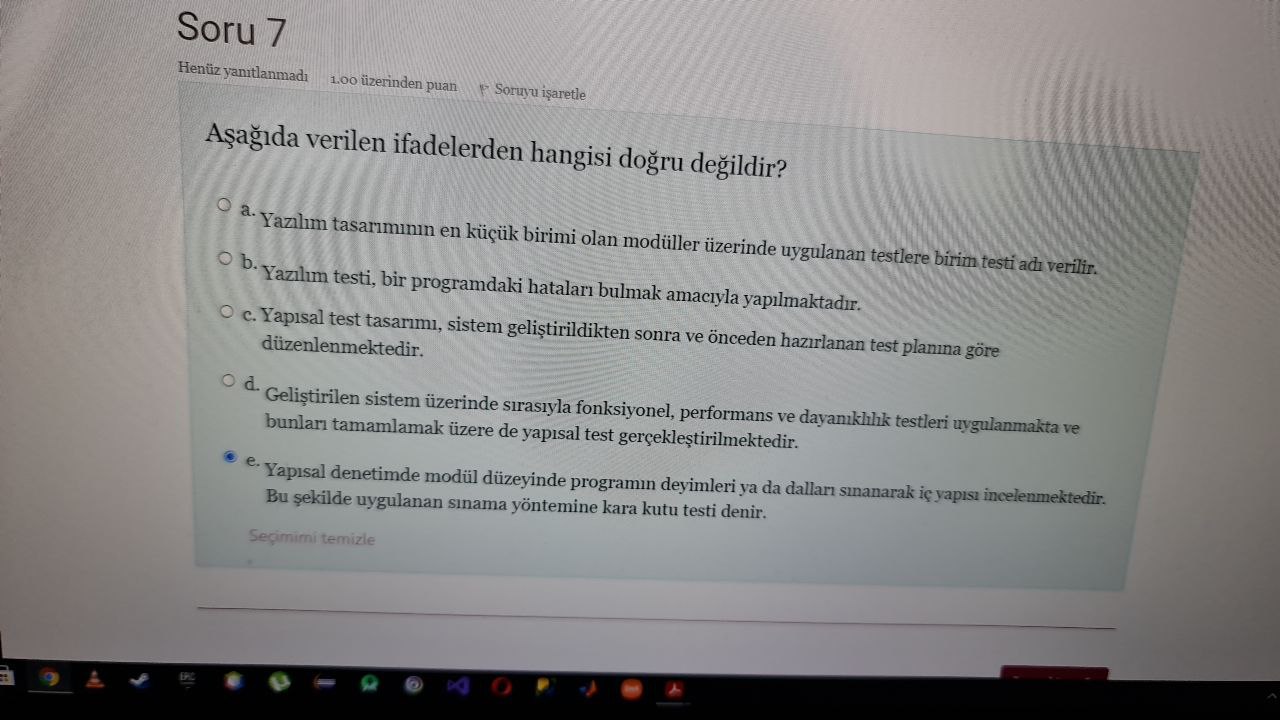 Soru 7
Henüz yanıtlanmadı 1.00 üzerinden puan Soruyu işaretle
Aşağıda verilen ifadelerden hangisi doğru değildir?
a. Yazılım tasarımının en küçük birimi olan modüller üzerinde uygulanan testlere birim testi adı verilir.
b. Yazılım testi, bir programdaki hataları bulmak amacıyla yapılmaktadır.
c. Yapısal test tasarımı, sistem geliştirildikten sonra ve önceden hazırlanan test planına göre
düzenlenmektedir.
d. Geliştirilen sistem üzerinde sırasıyla fonksiyonel, performans ve dayanıklılık testleri uygulanmakta ve
bunları tamamlamak üzere de yapısal test gerçekleştirilmektedir.
e. Yapısal denetimde modül düzeyinde programın deyimleri ya da dalları sınanarak iç yapısı incelenmektedir.
Bu şekilde uygulanan sınama yöntemine kara kutu testi denir.
Seçimimi temizle
EPIC